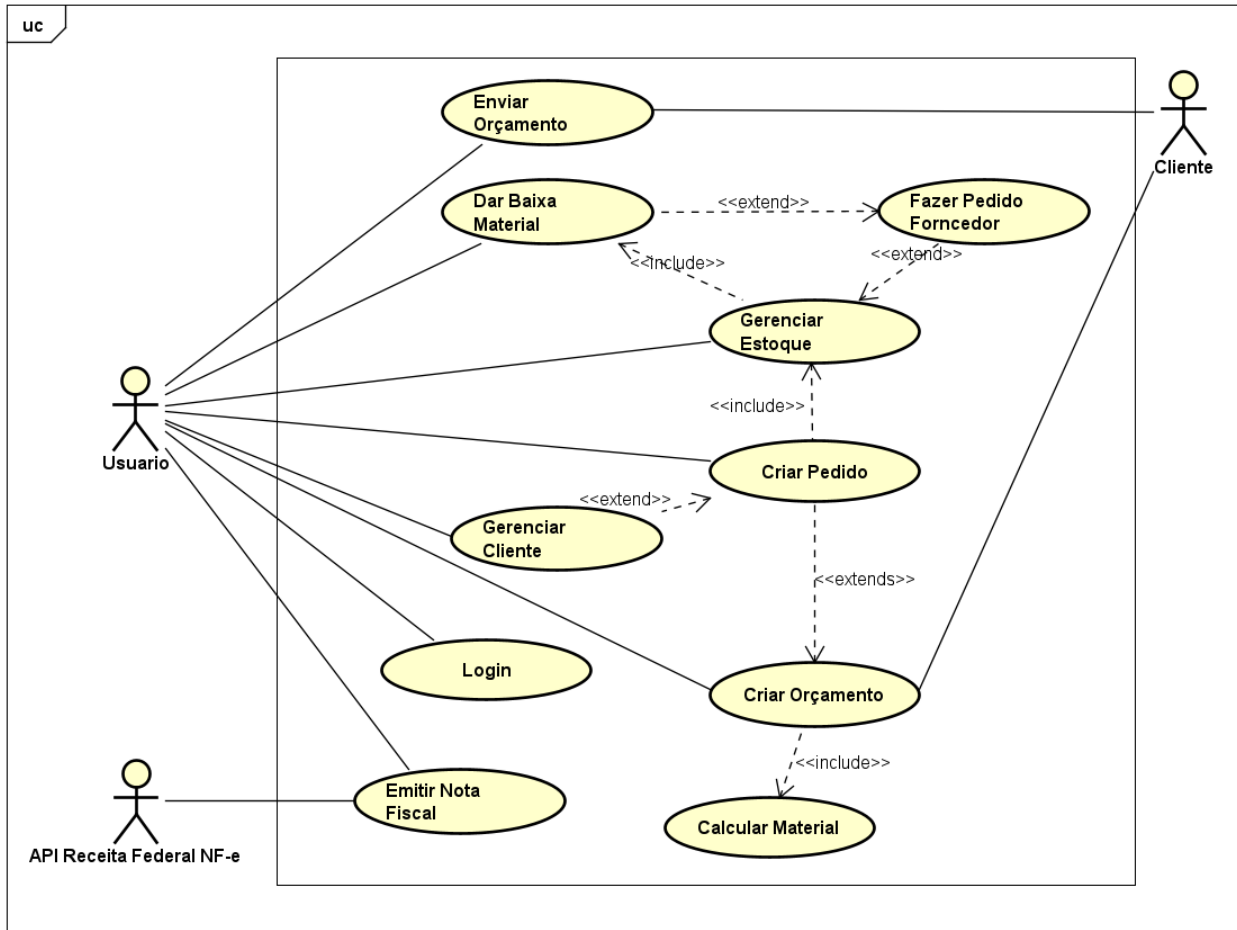 uc
Enviar
Orçamento
Cliente
Dar Baixa
Material
<<extend>>
Fazer Pedido
Forncedor
<<include>>
<<extend>>
Gerenciar
Estoque
Usuario
<<include>>
Criar Pedido
<<extend>>
Gerenciar
Cliente
<<extends>>
Login
Criar Orçamento
<<include>>
Emitir Nota
Fiscal
Calcular Material
API Receita Federal NF-e